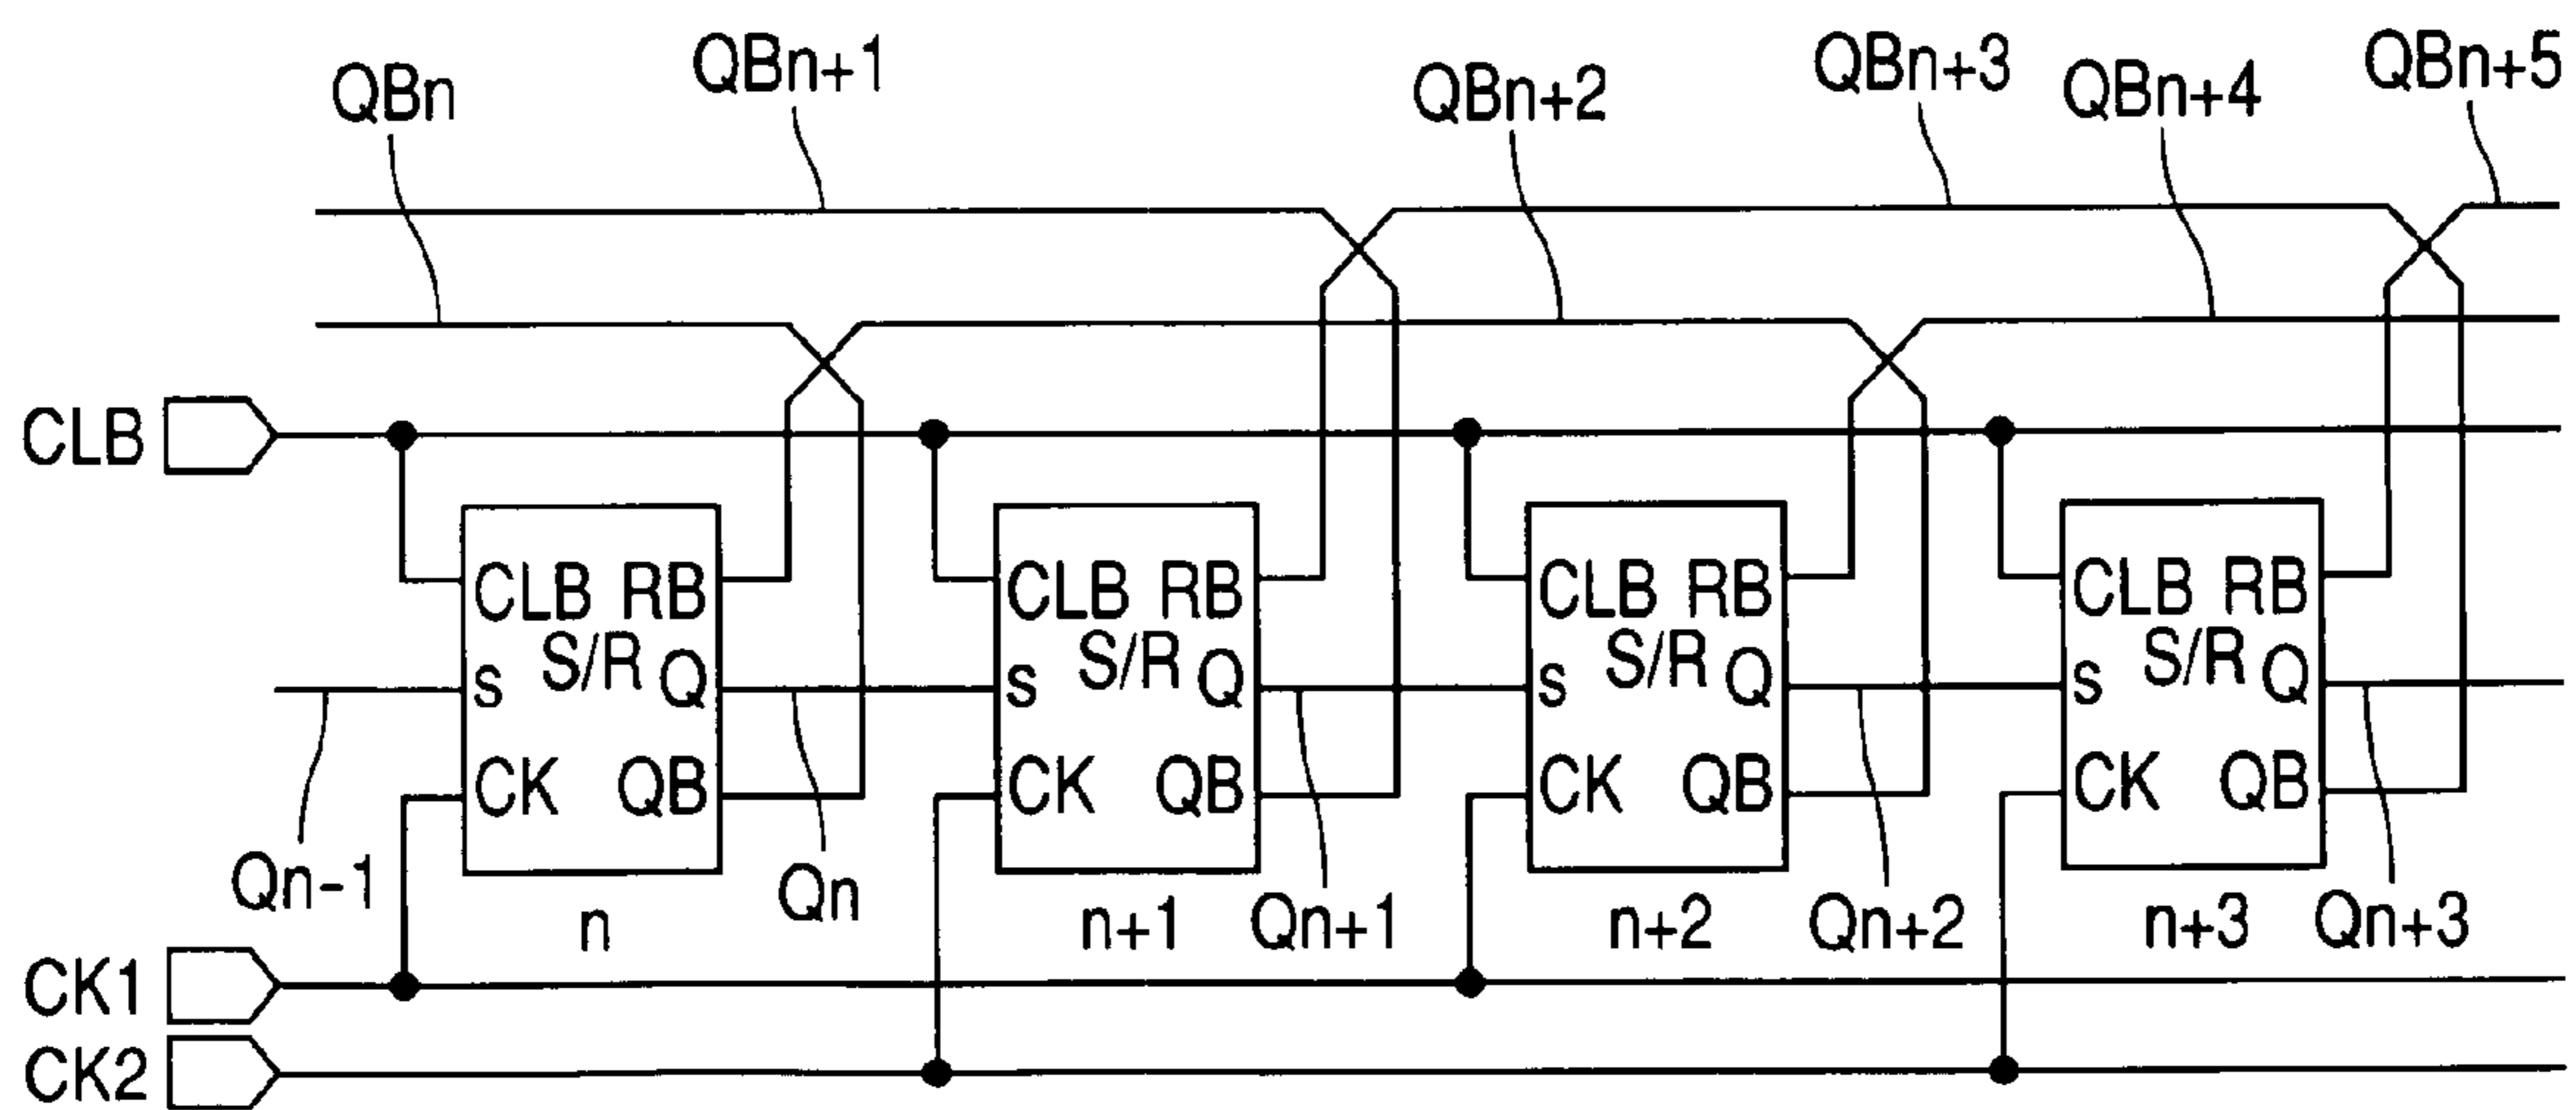 QBn
QBn+1
QBn+2
QBn+3
QBn+4
QBn+5
CLB
CLB RB
S/R
s Q
CK QB
CLB RB
S/R
s Q
CK QB
CLB RB
S/R
s Q
CK QB
CLB RB
S/R
s Q
CK QB
Qn-1
n
Qn
n+1
Qn+1
n+2
Qn+2
n+3
Qn+3
CK1
CK2